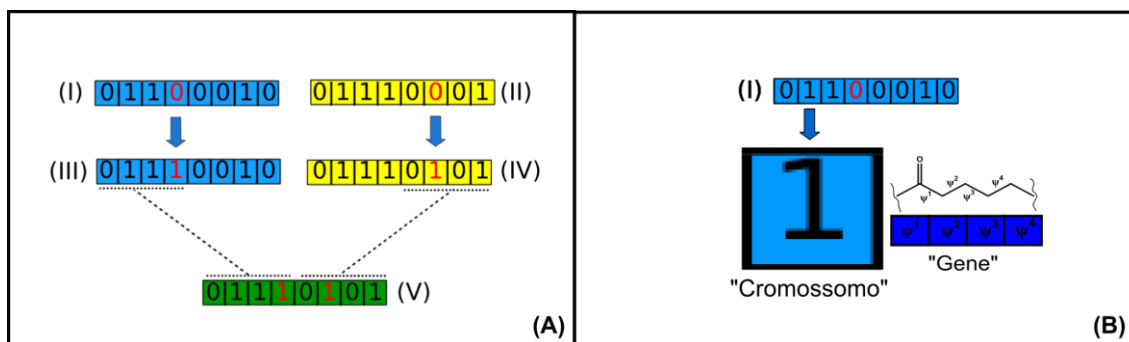 (I) 0 1 1 0 0 0 1 0
0 1 1 1 0 0 0 1 (II)
(III) 0 1 1 1 0 0 1 0
0 1 1 1 0 1 0 1 (IV)
0 1 1 1 0 1 0 1 (V)
(A)
(I) 0 1 1 0 0 0 1 0
1
"Cromossomo"
O
ψ¹ ψ² ψ³ ψ⁴
ψ¹ ψ² ψ³ ψ⁴
"Gene"
(B)